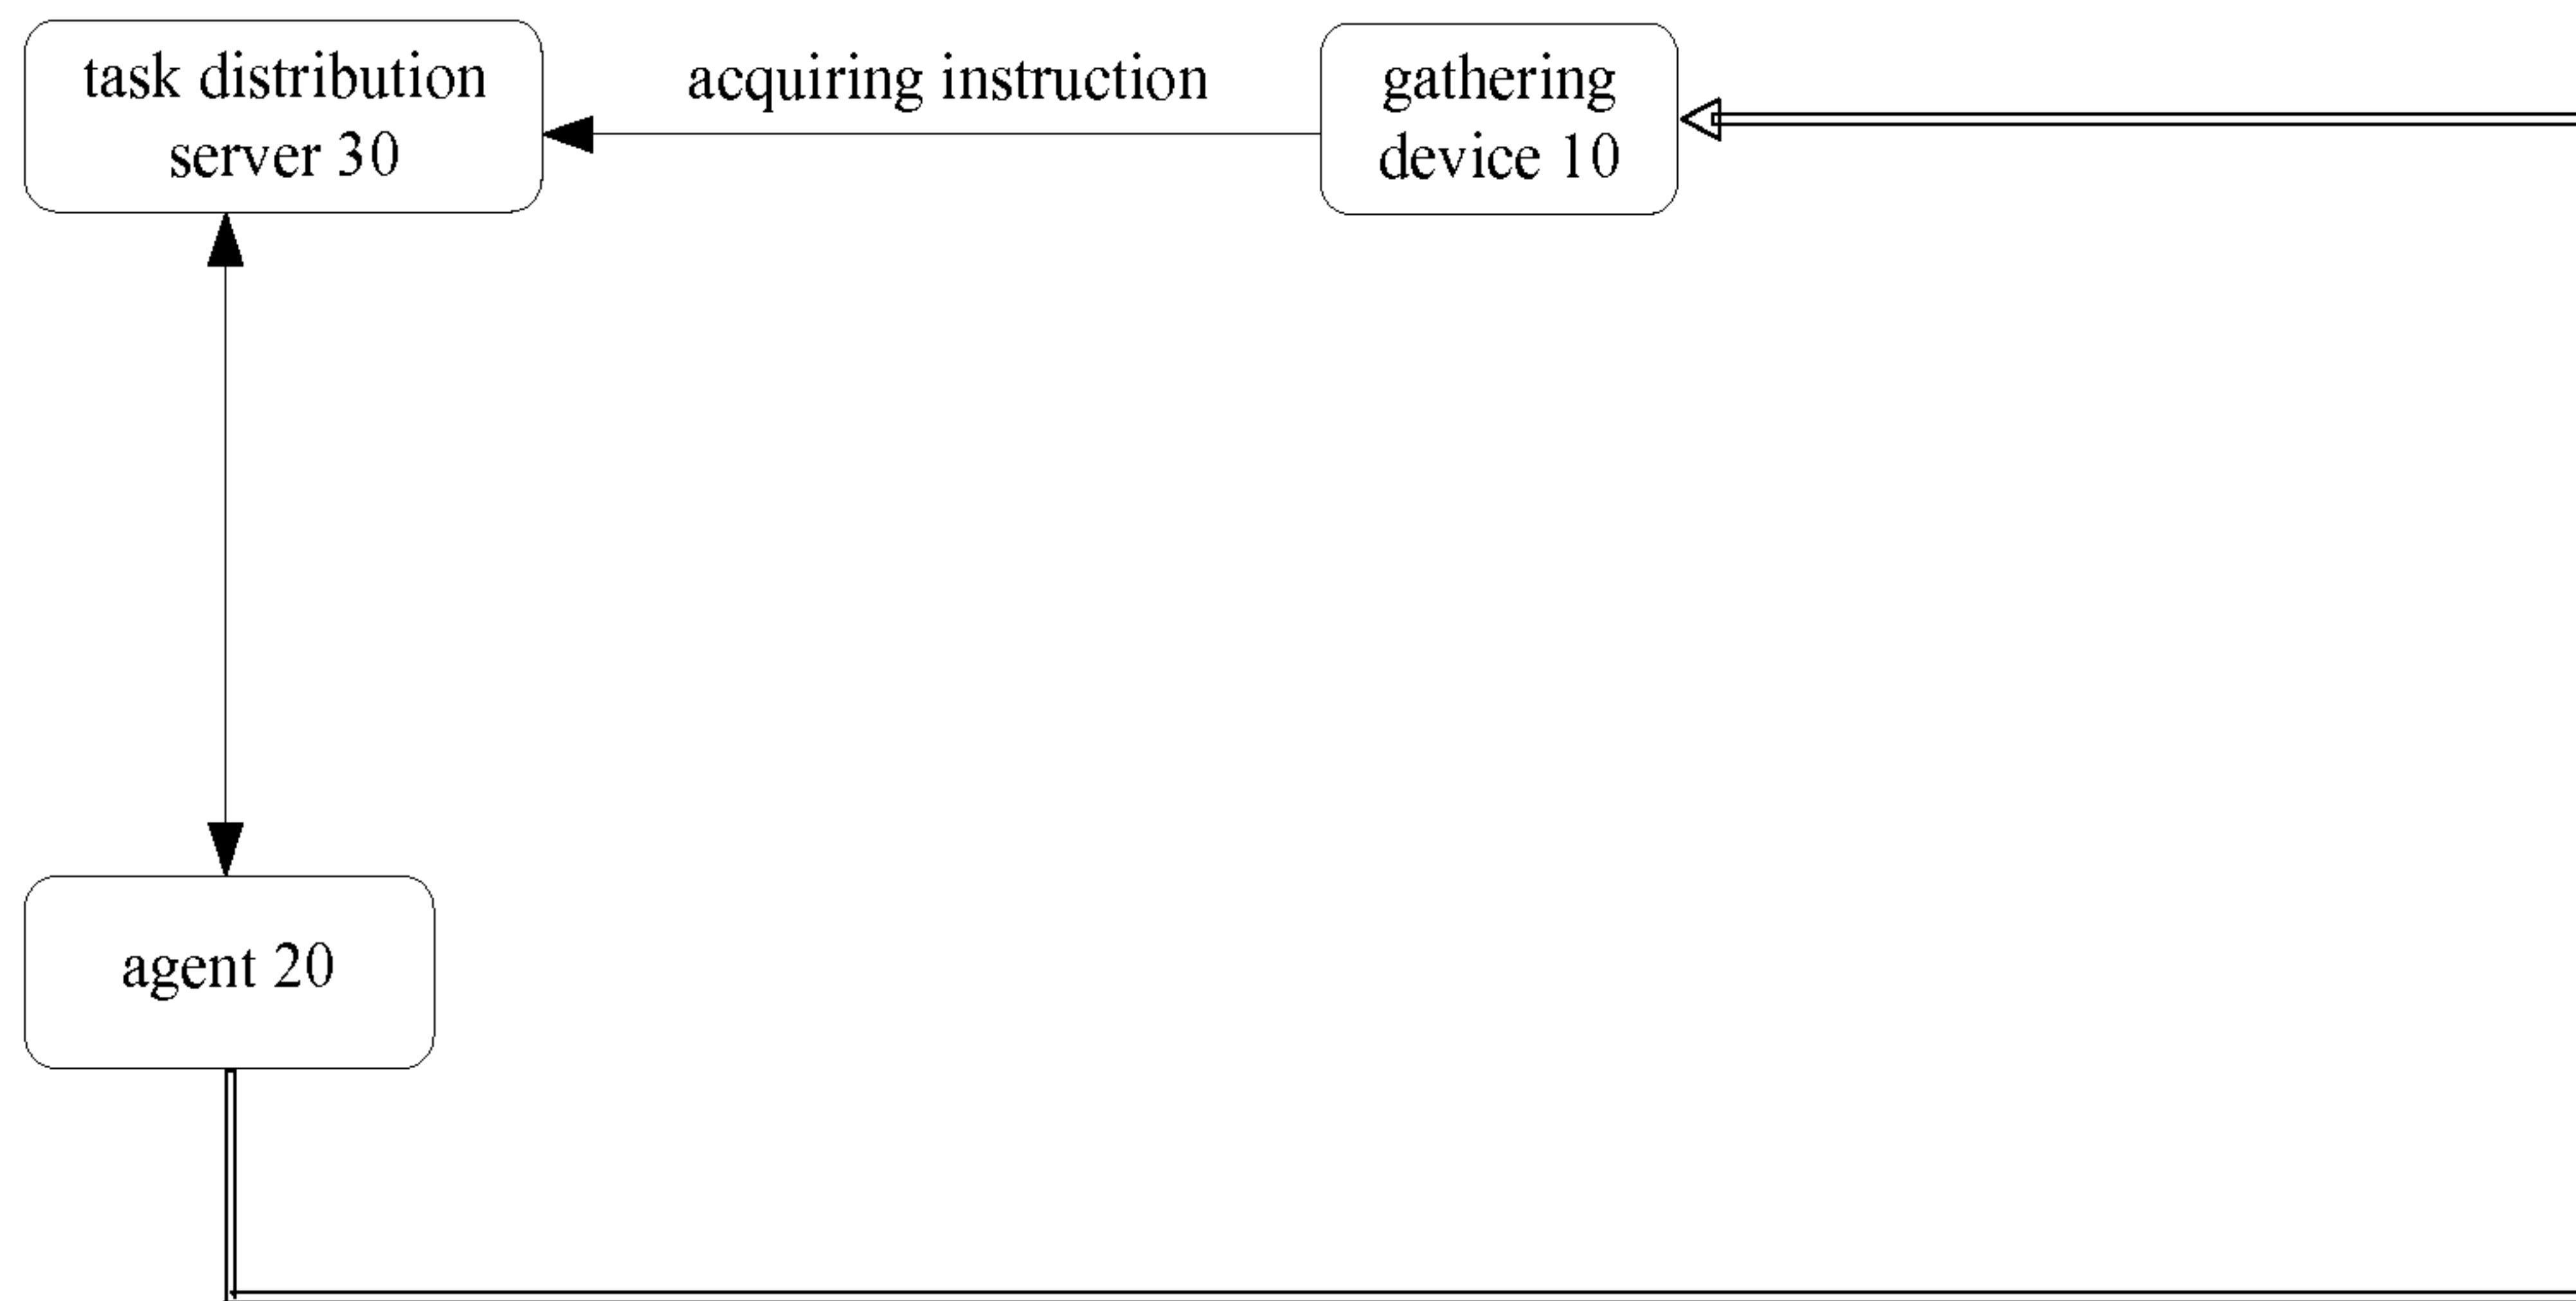 task distribution
server 30
acquiring instruction
gathering
device 10
agent 20